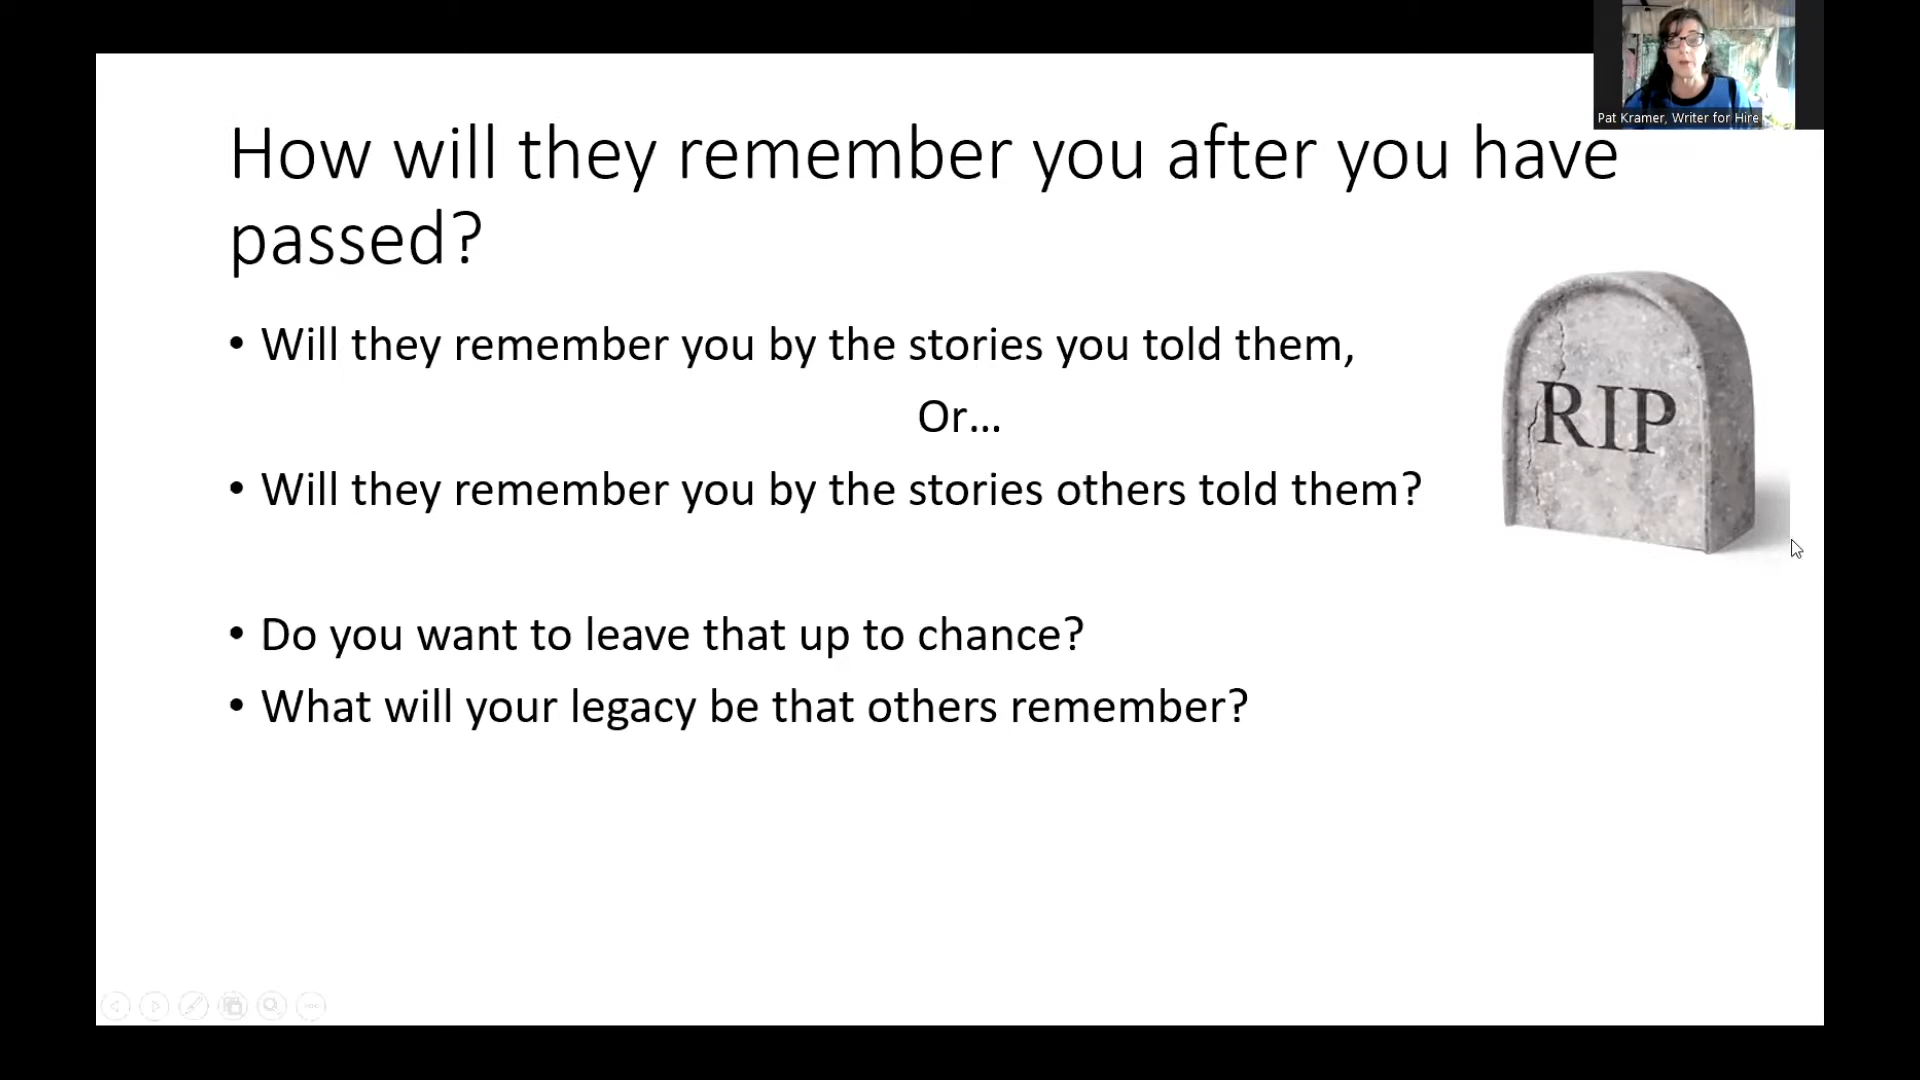 Pat Kramer, Writer for Hire
How will they remember you after you have
passed?
• Will they remember you by the stories you told them,
Or...
• Will they remember you by the stories others told them?
RIP
• Do you want to leave that up to chance?
• What will your legacy be that others remember?